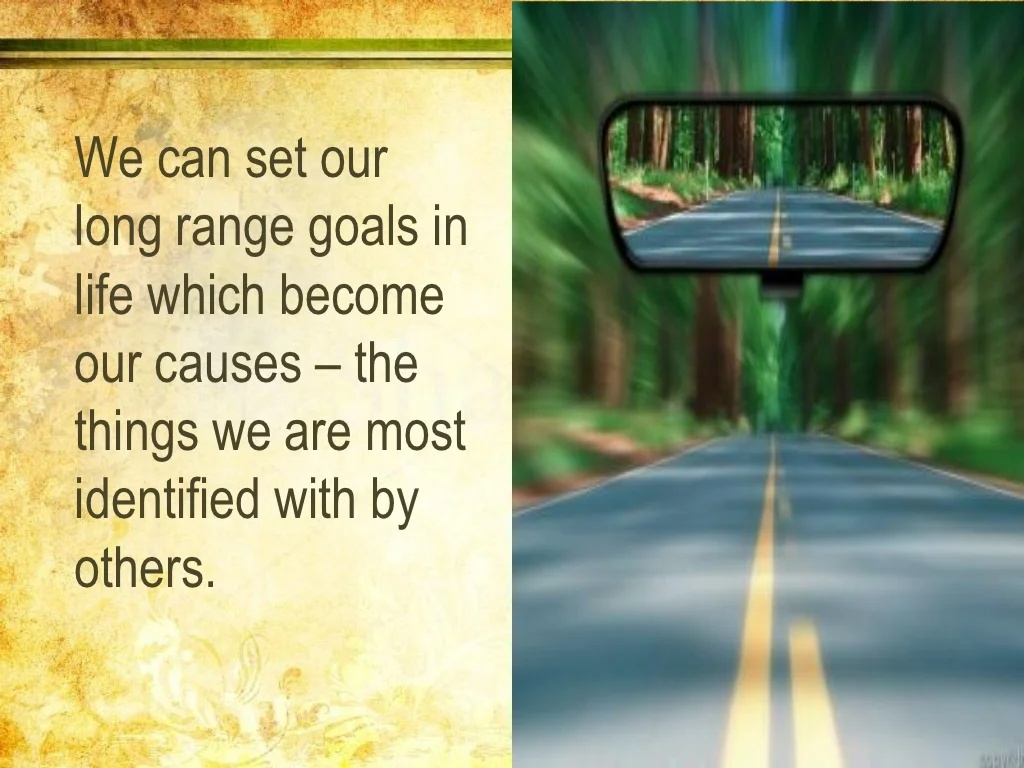 We can set our
long range goals in
life which become
our causes – the
things we are most
identified with by
others.